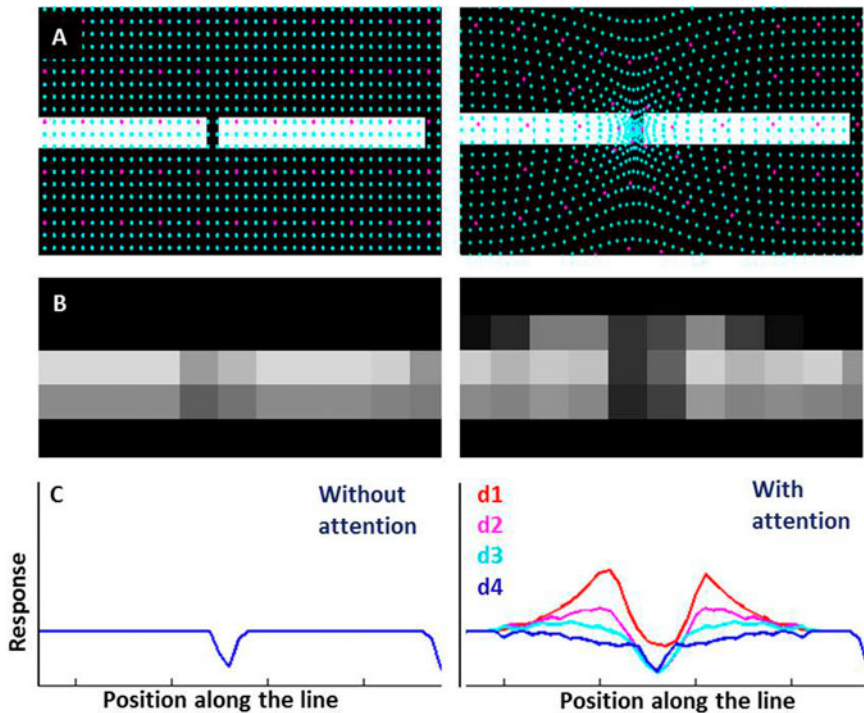 A
B
C
Without
attention
d1
d2
d3
d4
With
attention
Response
Position along the line
Position along the line